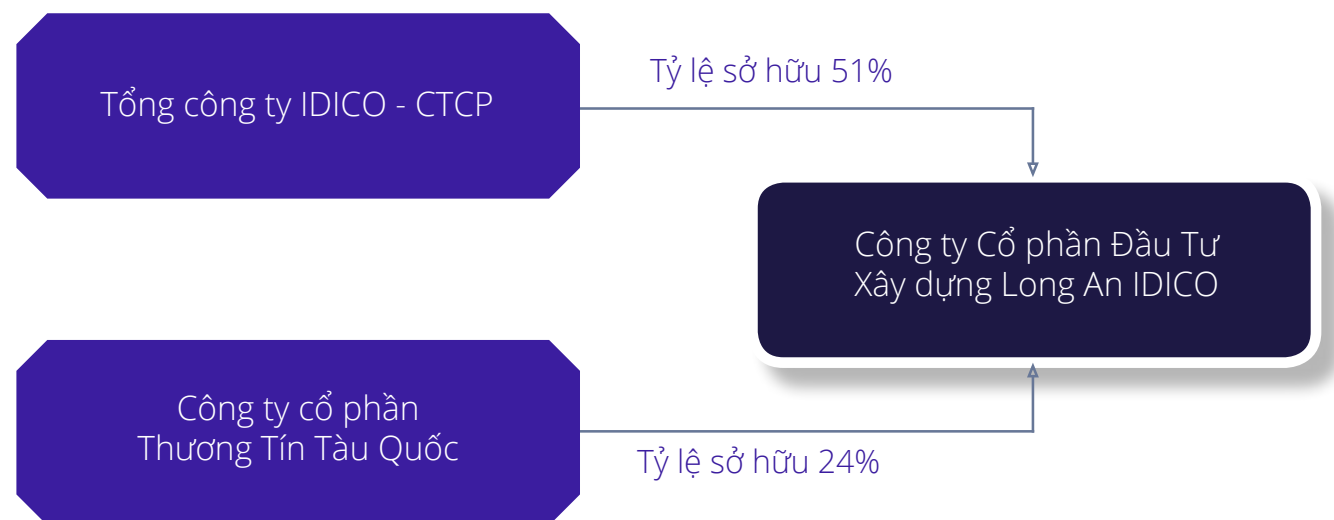 Tỷ lệ sở hữu 51%
Tổng công ty IDICO - CTCP
Công ty Cổ phần Đầu Tư
Xây dựng Long An IDICO
Công ty cổ phần
Thương Tín Tàu Quốc
Tỷ lệ sở hữu 24%